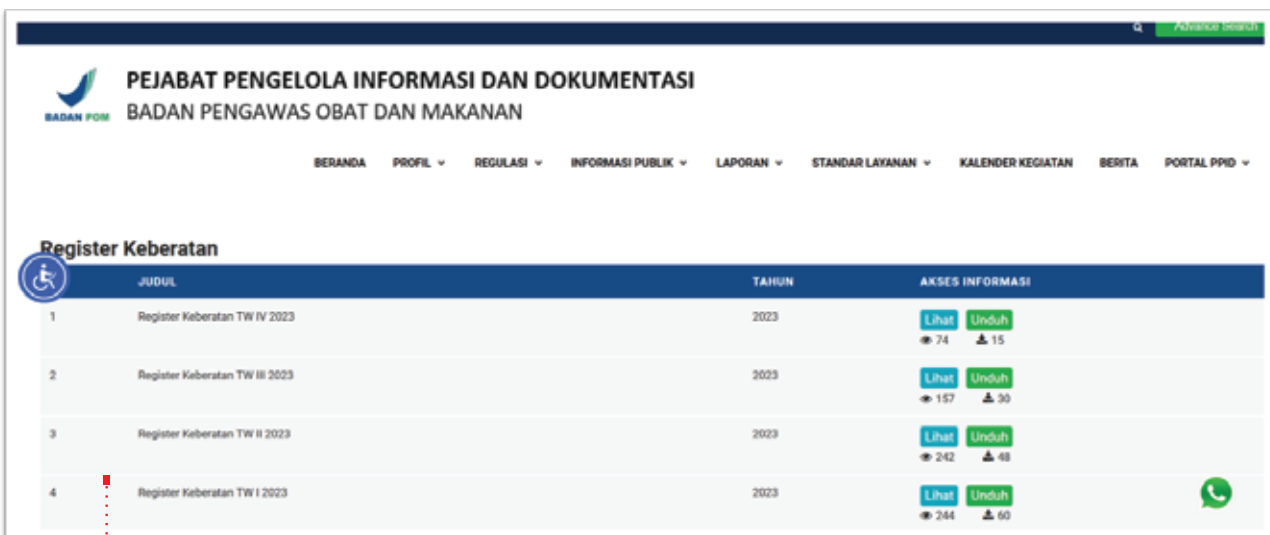 Advance Search
PEJABAT PENGELOLA INFORMASI DAN DOKUMENTASI
BADAN POM
BADAN PENGAWAS OBAT DAN MAKANAN
BERANDA PROFIL REGULASI INFORMASI PUBLIK LAPORAN STANDAR LAYANAN KALENDER KEGIATAN BERITA PORTAL PPID
Register Keberatan
JUDUL TAHUN AKSES INFORMASI
1 Register Keberatan TW IV 2023 2023 Lihat Unduh
74 15
2 Register Keberatan TW III 2023 2023 Lihat Unduh
157 30
3 Register Keberatan TW II 2023 2023 Lihat Unduh
242 48
4 Register Keberatan TW I 2023 2023 Lihat Unduh
244 60